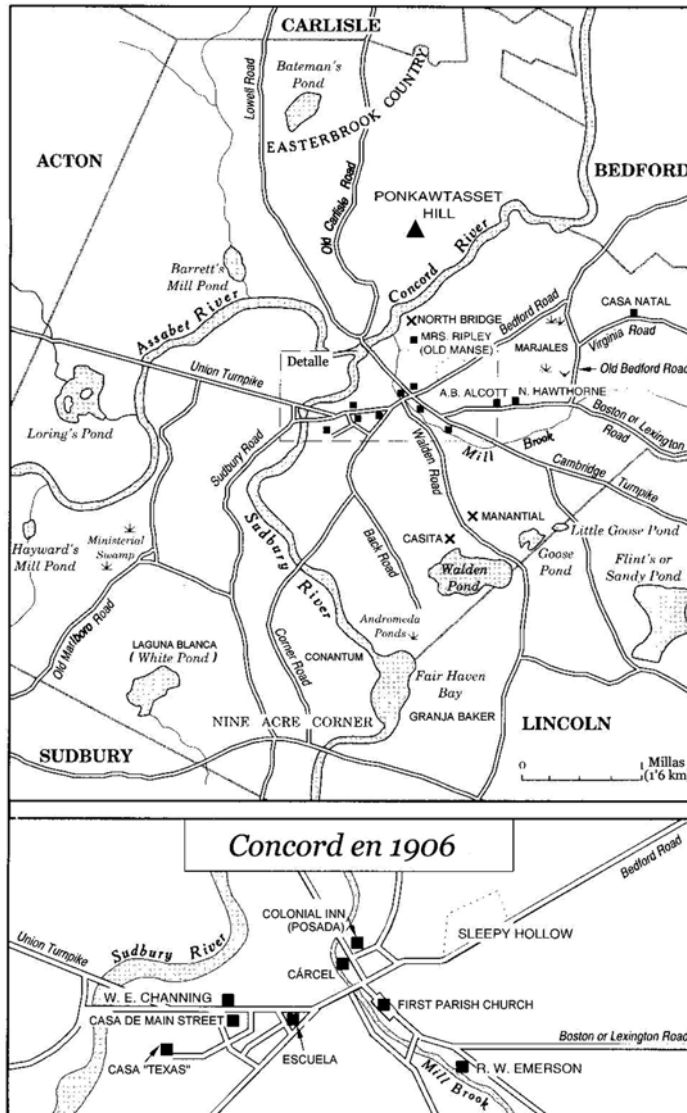 CARLISLE
Bateman's
Pond
Lowell Road
EASTERBROOK COUNTRY
ACTON
BEDFORD
Old Carlisle Road
PONKAWTASSET
HILL
Concord River
Barrett's
Mill Pond
Assabet River
NORTH BRIDGE
MRS. RIPLEY
(OLD MANSE)
Bedford Road
CASA NATAL
Virginia Road
MARJALES
Old Bedford Road
Union Turnpike
Detalle
A.B. ALCOTT
N. HAWTHORNE
Boston or Lexington
Road
Loring's Pond
Sudbury Road
Walden Road
Mill Brook
Cambridge Turnpike
Sudbury River
MANANTIAL
Little Goose Pond
Hayward's
Mill Pond
Ministerial
Swamp
Back Road
CASITA
Goose
Pond
Walden
Pond
Flint's or
Sandy Pond
Old Marlboro Road
Andromeda
Ponds
LAGUNA BLANCA
(White Pond)
Corner Road
CONANTUM
Fair Haven
Bay
NINE ACRE CORNER
GRANJA BAKER
LINCOLN
SUDBURY
0
Millas
(1'6 km
Concord en 1906
Bedford Road
COLONIAL INN
(POSADA)
SLEEPY HOLLOW
Union Turnpike
Sudbury River
CÁRCEL
W. E. CHANNING
FIRST PARISH CHURCH
CASA DE MAIN STREET
ESCUELA
Boston or Lexington Road
CASA "TEXAS"
R. W. EMERSON
Mill Brook